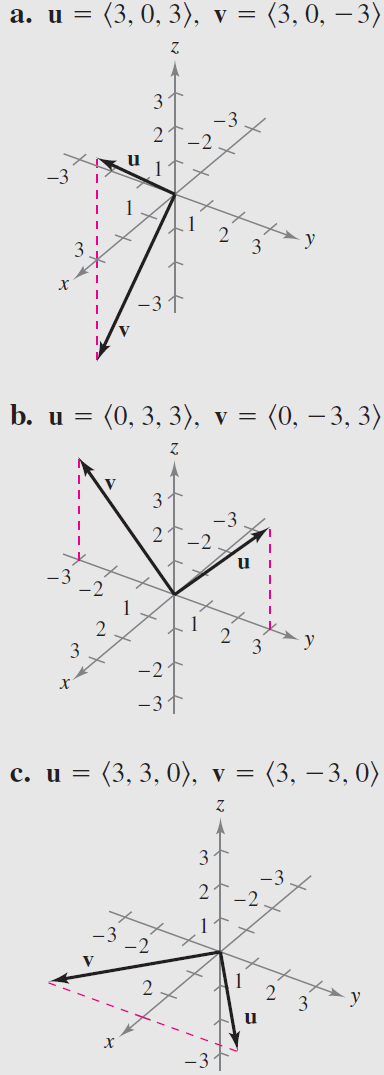 a. u = ⟨3, 0, 3⟩, v = ⟨3, 0, −3⟩
z
3
−3
2
−2
u
1
−3
1
1
2
3
3
y
x
−3
v
b. u = ⟨0, 3, 3⟩, v = ⟨0, −3, 3⟩
z
v
3
−3
2
−2
u
−3
−2
1
1
2
2
3
3
y
x
−2
−3
c. u = ⟨3, 3, 0⟩, v = ⟨3, −3, 0⟩
z
3
−3
2
−2
1
−3
−2
v
2
1
2
3
y
u
x
−3